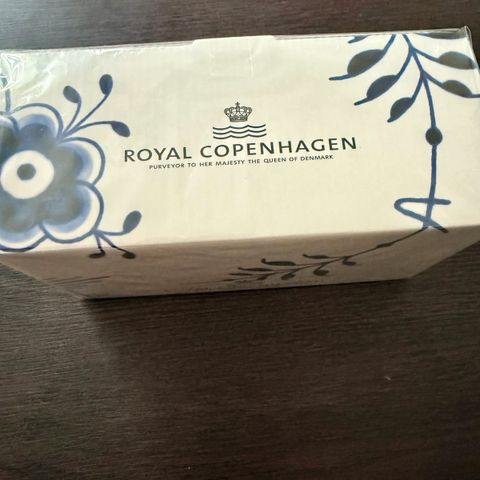 ROYAL COPENHAGEN
PURVEYOR TO HER MAJESTY THE QUEEN OF DENMARK